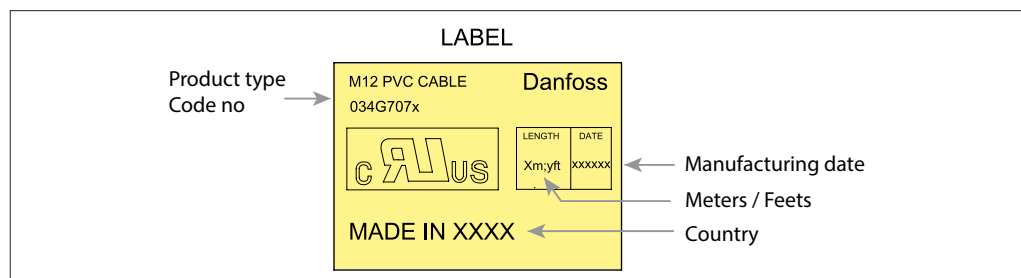 LABEL
Product type
Code no
M12 PVC CABLE
034G707x
Danfoss
c RU US
LENGTH
Xm;yft
DATE
xxxxxx
MADE IN XXXX
Manufacturing date
Meters / Feets
Country